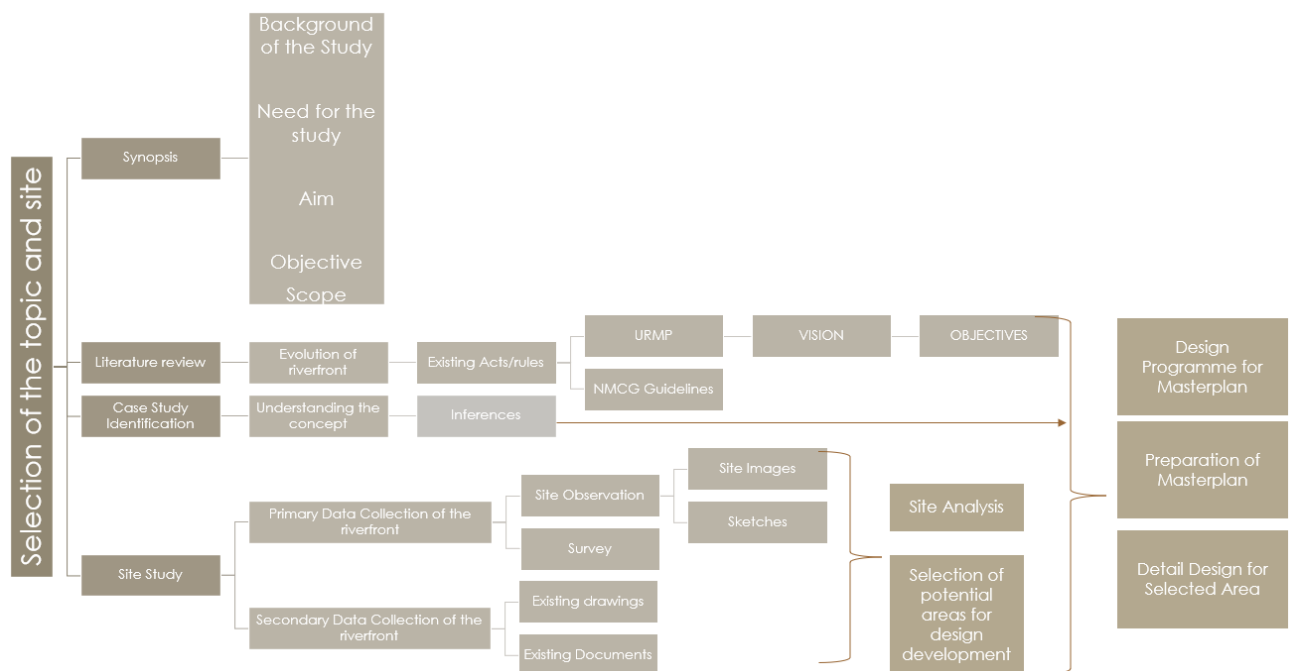 Selection of the topic and site
Synopsis
Background
of the Study
Need for the
study
Aim
Objective
Scope
Literature review
Evolution of
riverfront
Existing Acts/rules
URMP
VISION
OBJECTIVES
NMCG Guidelines
Case Study
Identification
Understanding the
concept
Inferences
Site Study
Primary Data Collection of the
riverfront
Site Observation
Site Images
Sketches
Survey
Secondary Data Collection of the
riverfront
Existing drawings
Existing Documents
Site Analysis
Selection of
potential
areas for
design
development
Design
Programme for
Masterplan
Preparation of
Masterplan
Detail Design for
Selected Area